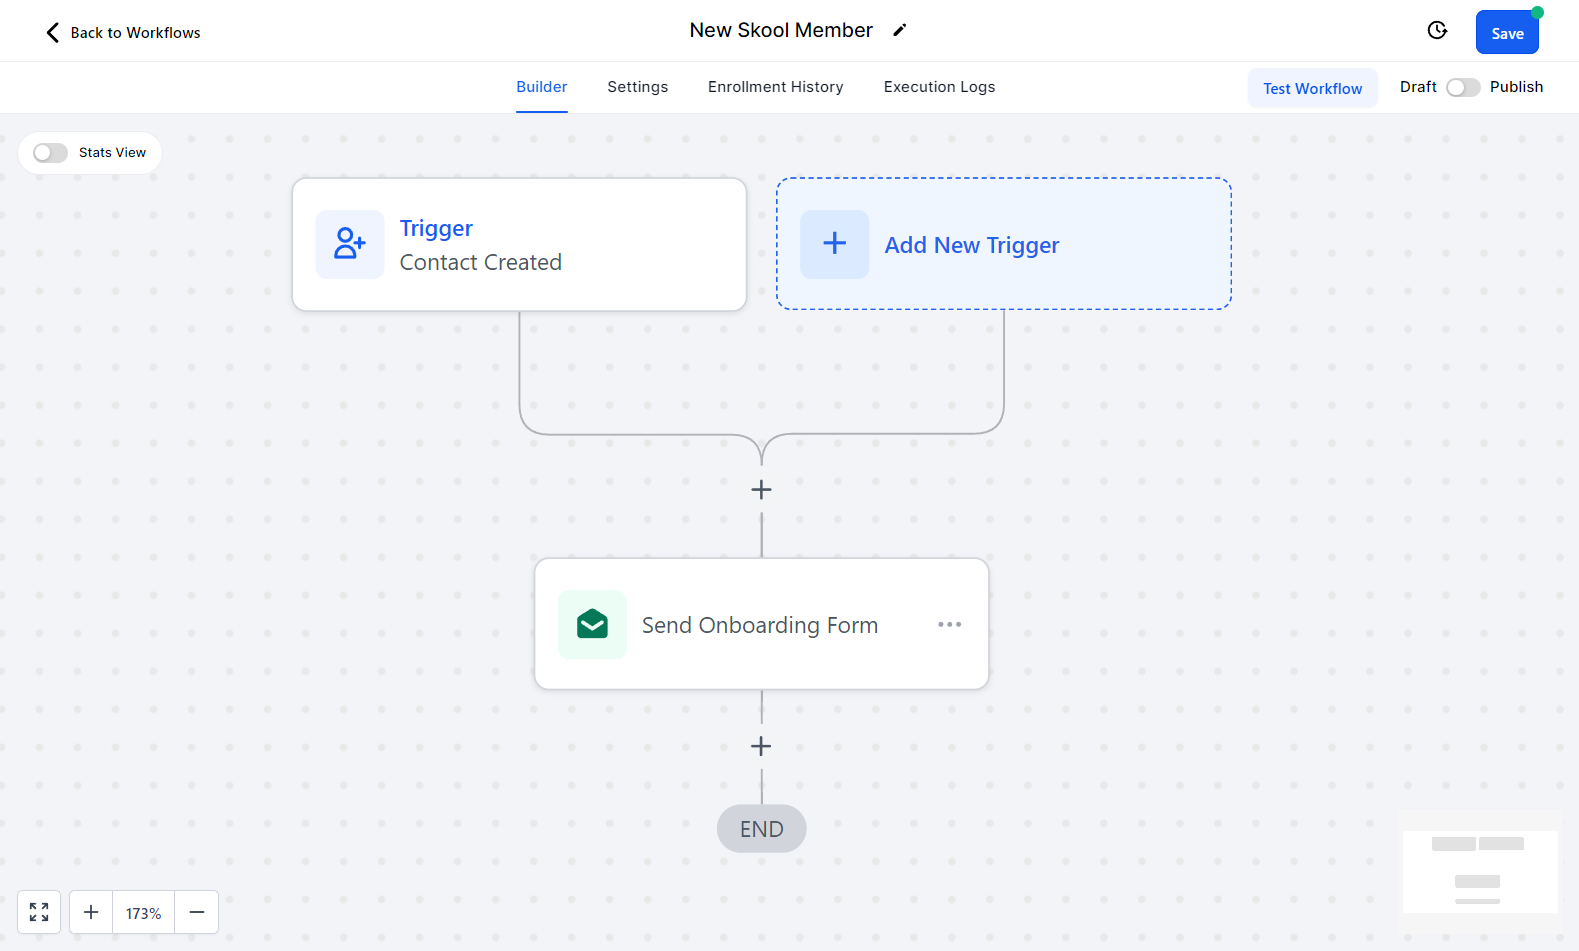 Back to Workflows
New Skool Member
Save
Builder
Settings
Enrollment History
Execution Logs
Test Workflow
Draft
Publish
Stats View
Trigger
Contact Created
Add New Trigger
Send Onboarding Form
END
173%